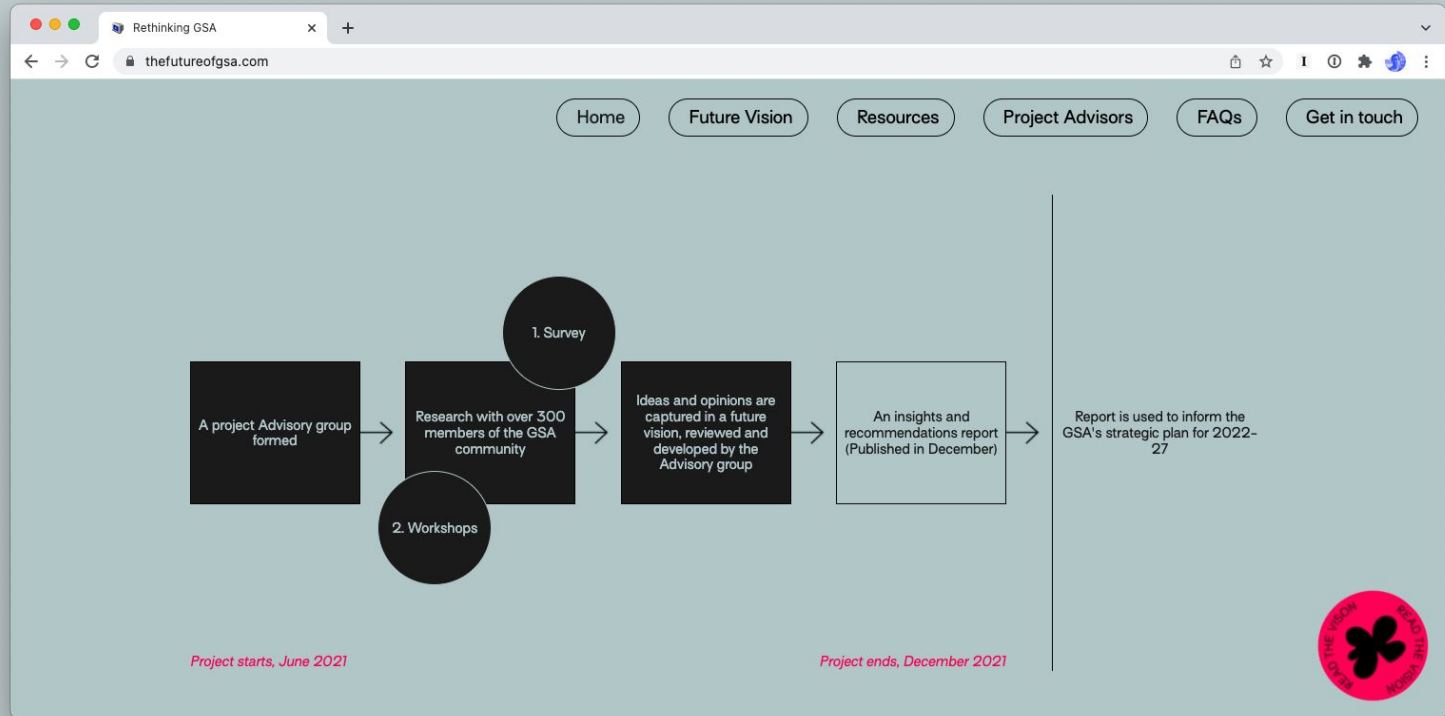 Rethinking GSA
thefutureofgsa.com
Home
Future Vision
Resources
Project Advisors
FAQs
Get in touch
1. Survey
A project Advisory group
formed
Research with over 300
members of the GSA
community
Ideas and opinions are
captured in a future
vision, reviewed and
developed by the
Advisory group
An insights and
recommendations report
(Published in December)
Report is used to inform the
GSA's strategic plan for 2022-
27
2. Workshops
Project starts, June 2021
Project ends, December 2021
READ THE VISON
READ THE VISION